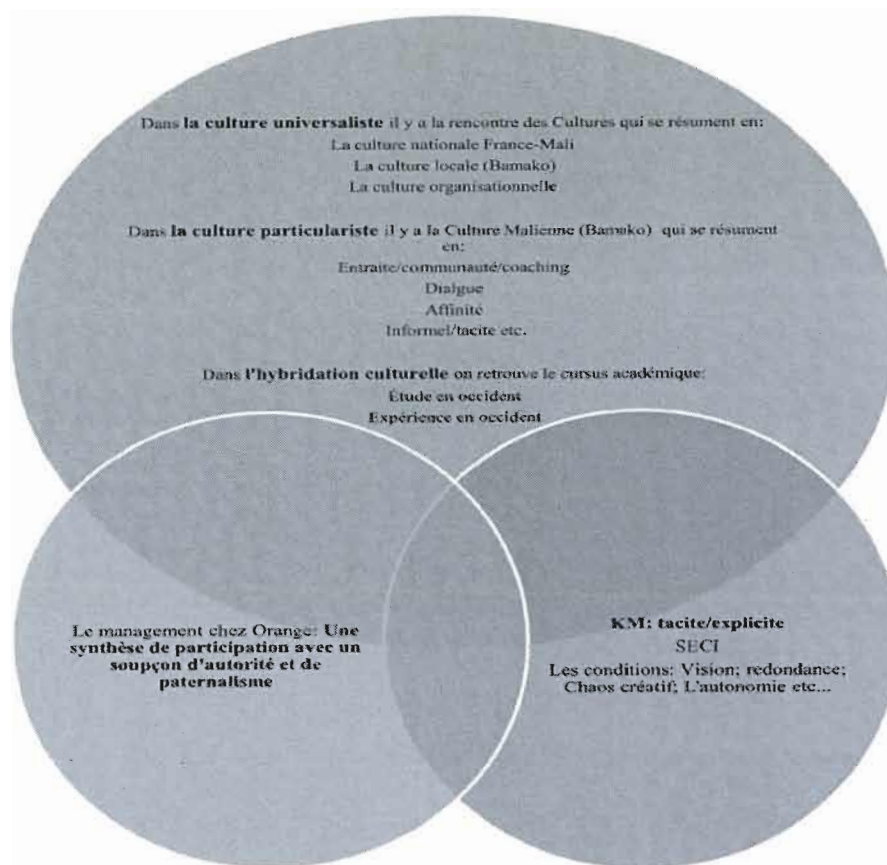 Dans la culture universaliste il y a la rencontre des Cultures qui se résument en:
La culture nationale France-Mali
La culture locale (Bamako)
La culture organisationnelle
Dans la culture particulariste il y a la Culture Malienne (Bamako) qui se résument
en:
Entraite/communauté/coaching
Dialgue
Affinité
Informel/tacite etc.
Dans l'hybridation culturelle on retrouve le cursus académique:
Étude en occident
Expérience en occident
Le management chez Orange: Une
synthèse de participation avec un
soupçon d'autorité et de
paternalisme
KM: tacite/explicite
SECI
Les conditions: Vision; redondance;
Chaos créatif; L'autonomie etc...